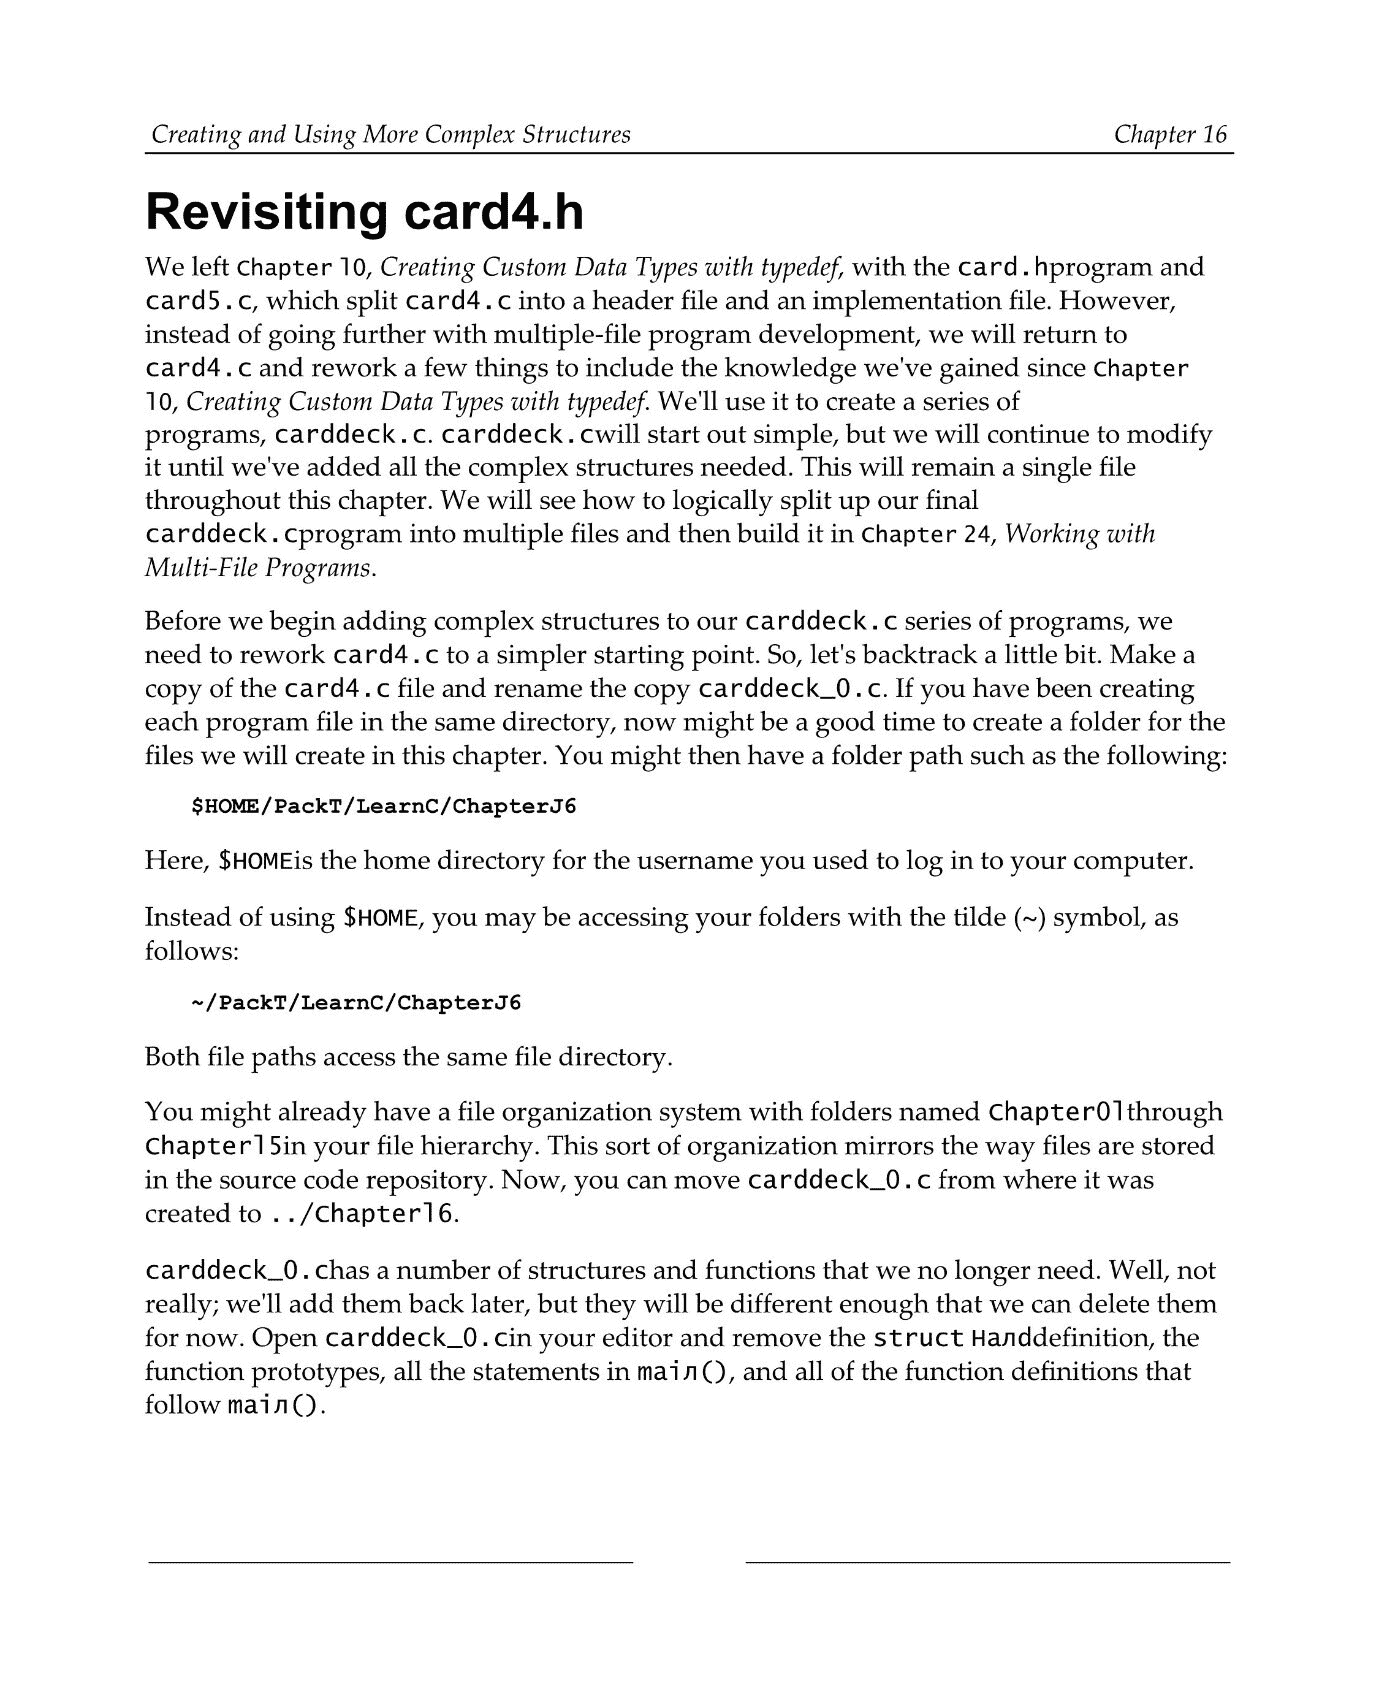 Creating and Using More Complex Structures Chapter 16
Revisiting card4.h
We left Chapter 10, Creating Custom Data Types with typedef, with the card.hprogram and
card5.c, which split card4.c into a header file and an implementation file. However,
instead of going further with multiple-file program development, we will return to
card4.c and rework a few things to include the knowledge we've gained since Chapter
10, Creating Custom Data Types with typedef. We'll use it to create a series of
programs, carddeck.c. carddeck.cwill start out simple, but we will continue to modify
it until we've added all the complex structures needed. This will remain a single file
throughout this chapter. We will see how to logically split up our final
carddeck.cprogram into multiple files and then build it in Chapter 24, Working with
Multi-File Programs.
Before we begin adding complex structures to our carddeck.c series of programs, we
need to rework card4.c to a simpler starting point. So, let's backtrack a little bit. Make a
copy of the card4.c file and rename the copy carddeck_0.c. If you have been creating
each program file in the same directory, now might be a good time to create a folder for the
files we will create in this chapter. You might then have a folder path such as the following:
$HOME/PackT/LearnC/ChapterJ6
Here, $HOMEis the home directory for the username you used to log in to your computer.
Instead of using $HOME, you may be accessing your folders with the tilde (~) symbol, as
follows:
~/PackT/LearnC/ChapterJ6
Both file paths access the same file directory.
You might already have a file organization system with folders named Chapter01through
Chapter15in your file hierarchy. This sort of organization mirrors the way files are stored
in the source code repository. Now, you can move carddeck_0.c from where it was
created to ../Chapter16.
carddeck_0.chas a number of structures and functions that we no longer need. Well, not
really; we'll add them back later, but they will be different enough that we can delete them
for now. Open carddeck_0.cin your editor and remove the struct Haлddefinition, the
function prototypes, all the statements in maiл(), and all of the function definitions that
follow maiл().